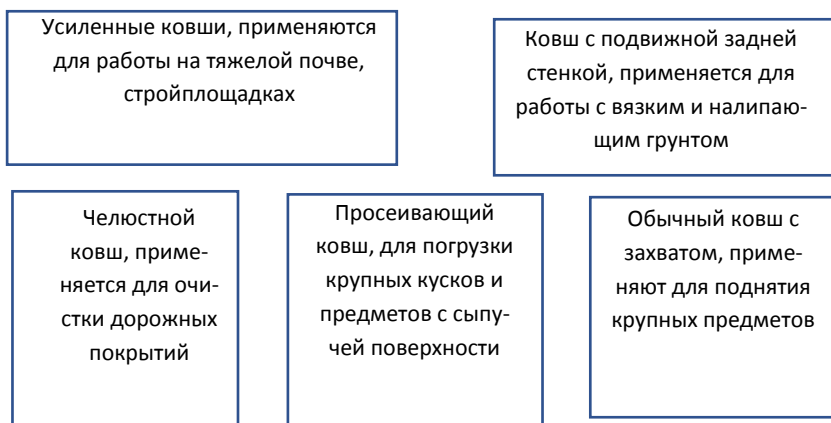 Усиленные ковши, применяются
для работы на тяжелой почве,
стройплощадках
Ковш с подвижной задней
стенкой, применяется для
работы с вязким и налипаю-
щим грунтом
Челюстной
ковш, приме-
няется для очи-
стки дорожных
покрытий
Просеивающий
ковш, для погрузки
крупных кусков и
предметов с сыпу-
чей поверхности
Обычный ковш с
захватом, приме-
няют для поднятия
крупных предметов